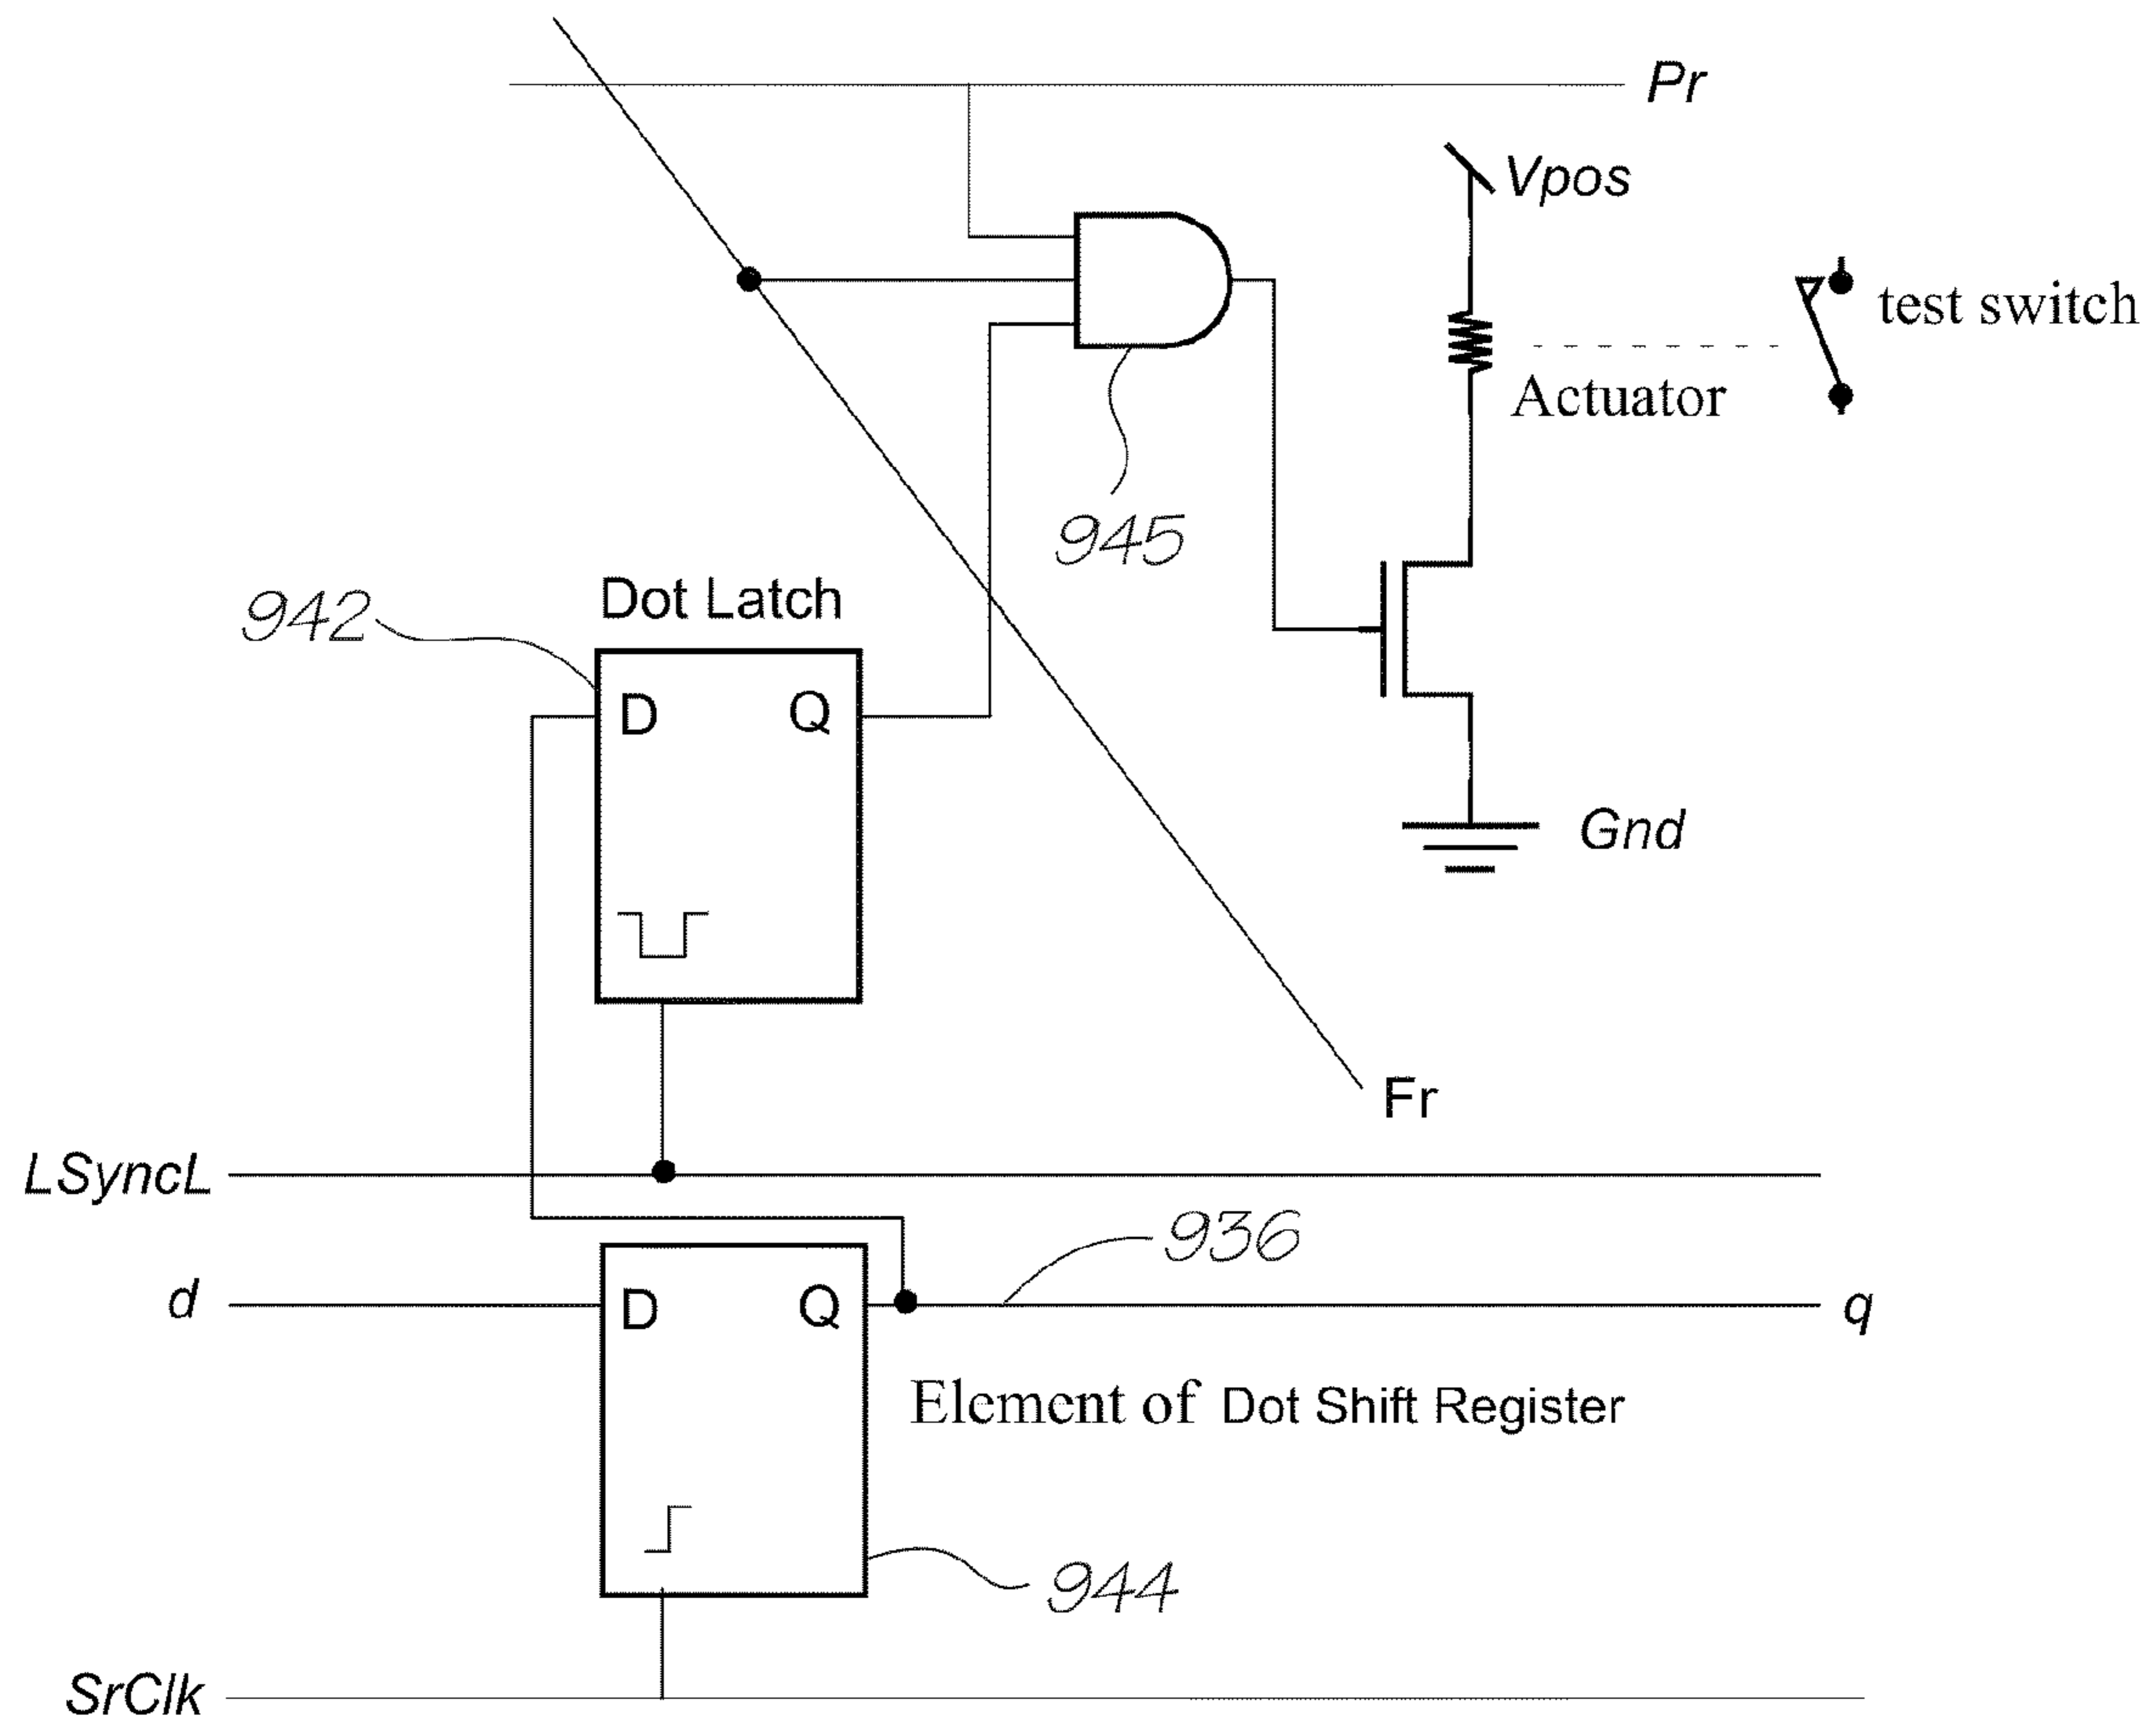 Pr
Vpos
test switch
Actuator
945
942
Dot Latch
D Q
Gnd
Fr
LSyncL
936
d
D Q
q
Element of Dot Shift Register
944
SrClk